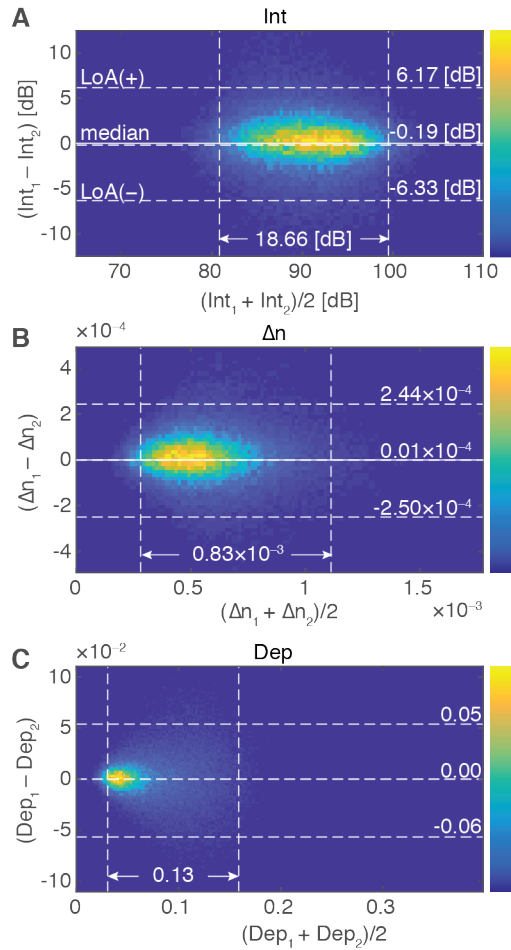 A
Int
(Int₁ – Int₂) [dB]
10
5
0
-5
-10
LoA(+)
6.17 [dB]
median
-0.19 [dB]
LoA(–)
-6.33 [dB]
18.66 [dB]
70
80
90
100
110
(Int₁ + Int₂)/2 [dB]
B
×10⁻⁴
Δn
(Δn₁ – Δn₂)
4
2
0
-2
-4
2.44×10⁻⁴
0.01×10⁻⁴
-2.50×10⁻⁴
0.83×10⁻³
0
0.5
1
1.5
(Δn₁ + Δn₂)/2
×10⁻³
C
×10⁻²
Dep
(Dep₁ – Dep₂)
10
5
0
-5
-10
0.05
0.00
-0.06
0.13
0
0.1
0.2
0.3
(Dep₁ + Dep₂)/2